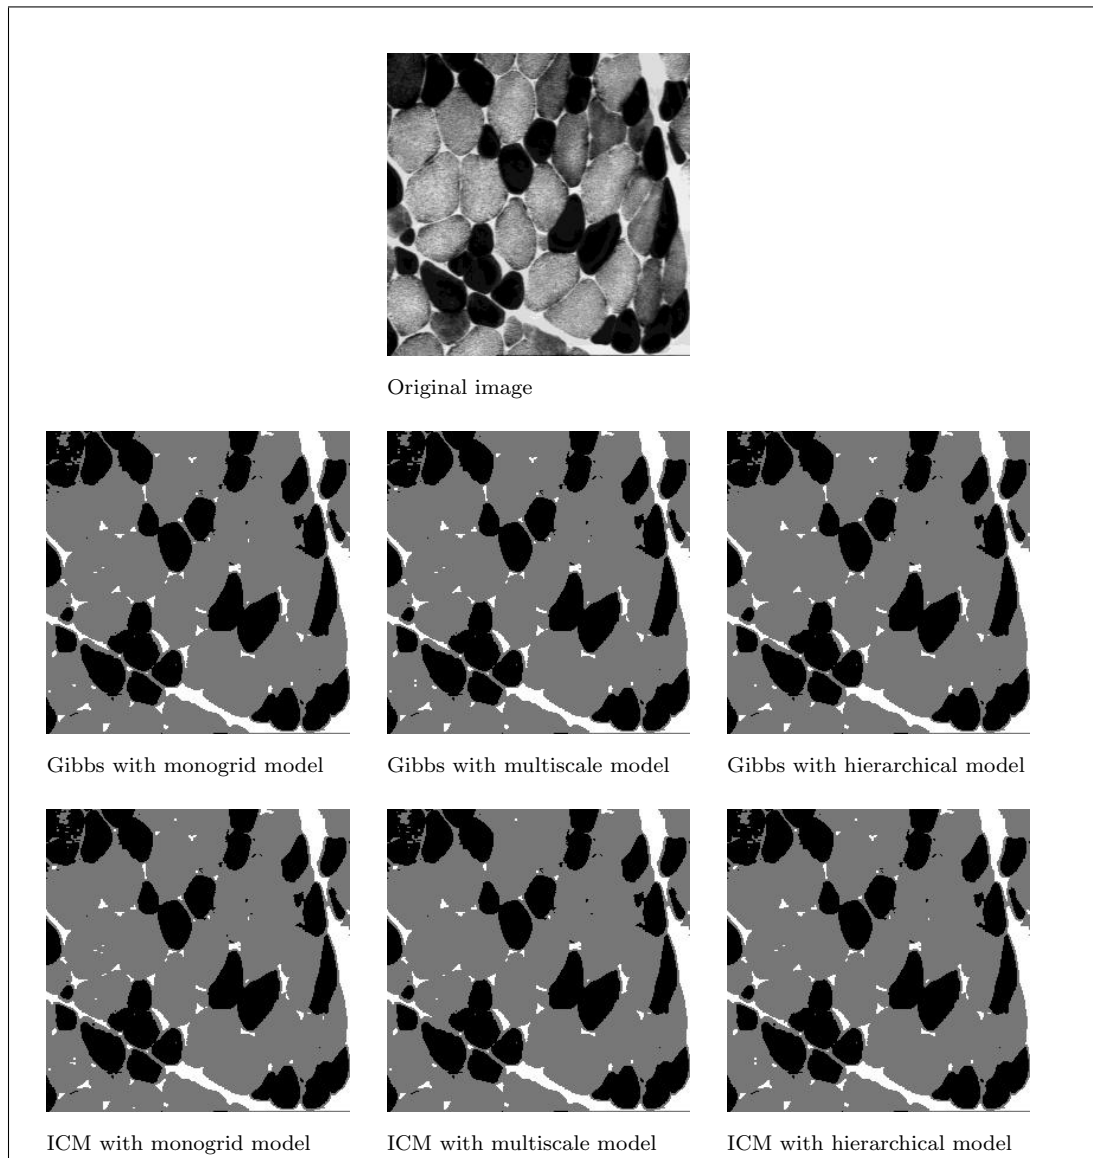 Original image
Gibbs with monogrid model
Gibbs with multiscale model
Gibbs with hierarchical model
ICM with monogrid model
ICM with multiscale model
ICM with hierarchical model